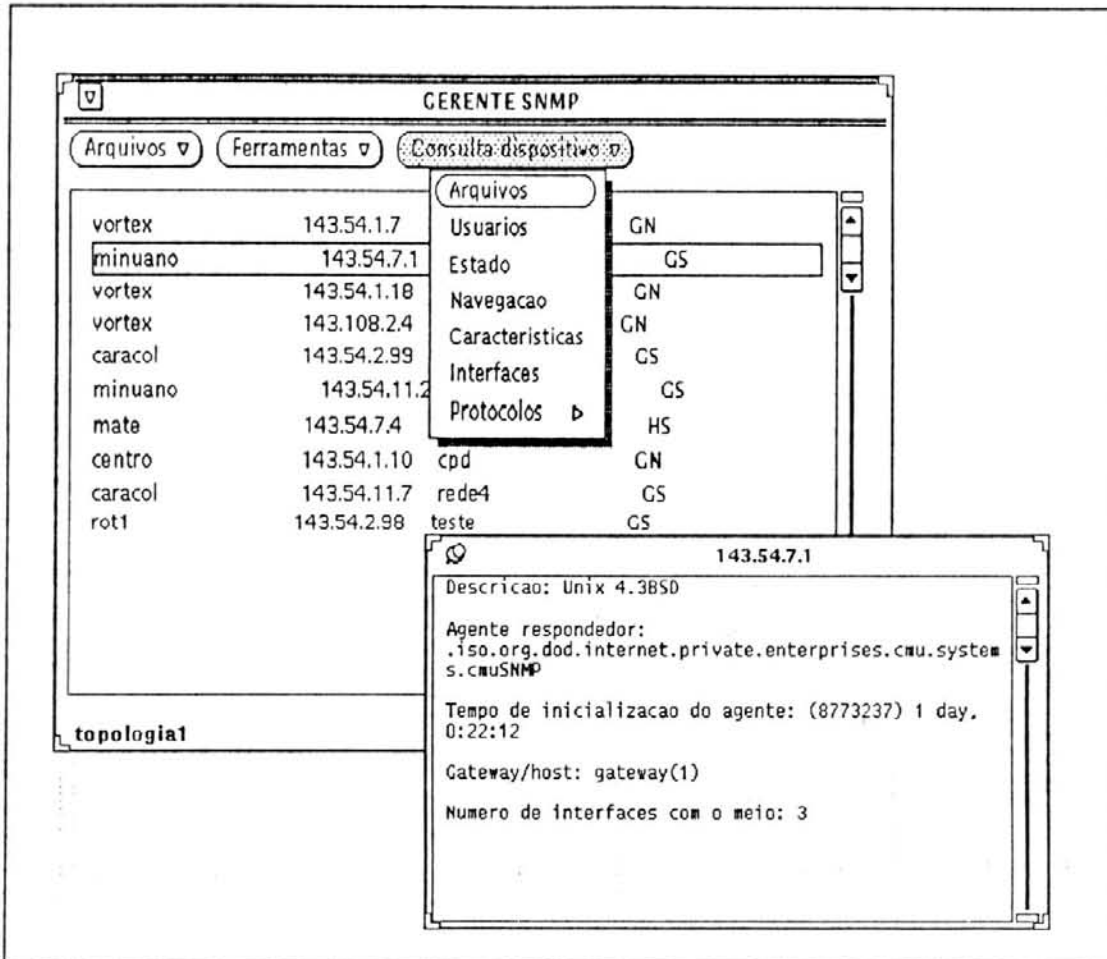 GERENTE SNMP
Arquivos Ferramentas Consulta dispositivo
Arquivos
Usuarios
Estado
Navegacao
Caracteristicas
Interfaces
Protocolos
vortex 143.54.1.7 GN
minuano 143.54.7.1 GS
vortex 143.54.1.18 GN
vortex 143.108.2.4 GN
caracol 143.54.2.99 GS
minuano 143.54.11.2 GS
mate 143.54.7.4 HS
centro 143.54.1.10 cpd GN
caracol 143.54.11.7 rede4 GS
rot1 143.54.2.98 teste GS
topologia1
143.54.7.1
Descricao: Unix 4.3BSD
Agente respondedor:
.iso.org.dod.internet.private.enterprises.cmu.system
s.cmuSNMP
Tempo de inicializacao do agente: (8773237) 1 day,
0:22:12
Gateway/host: gateway(1)
Numero de interfaces com o meio: 3